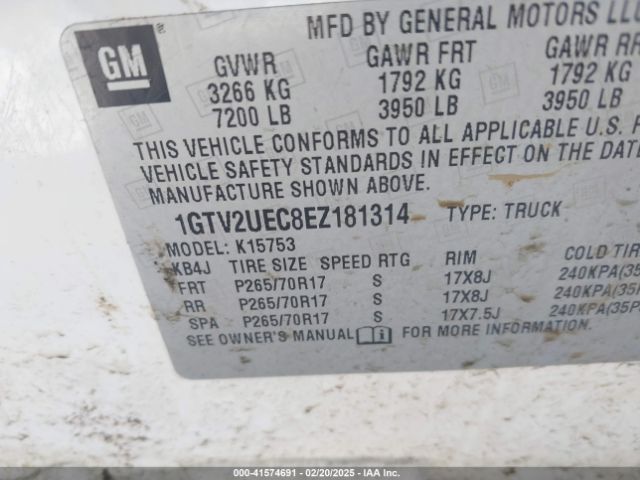 MFD BY GENERAL MOTORS LLC
GM
GVWR GAWR FRT GAWR RR
3266 KG 1792 KG 1792 KG
7200 LB 3950 LB 3950 LB
THIS VEHICLE CONFORMS TO ALL APPLICABLE U.S. F
VEHICLE SAFETY STANDARDS IN EFFECT ON THE DATE
MANUFACTURE SHOWN ABOVE.
1GTV2UEC8EZ181314 TYPE: TRUCK
MODEL: K15753
KB4J TIRE SIZE SPEED RTG RIM COLD TIR
FRT P265/70R17 S 17X8J 240KPA(35
RR P265/70R17 S 17X8J 240KPA(35
SPA P265/70R17 S 17X7.5J 240KPA(35P
SEE OWNER'S MANUAL FOR MORE INFORMATION.
000-41574691 - 02/20/2025 - IAA Inc.